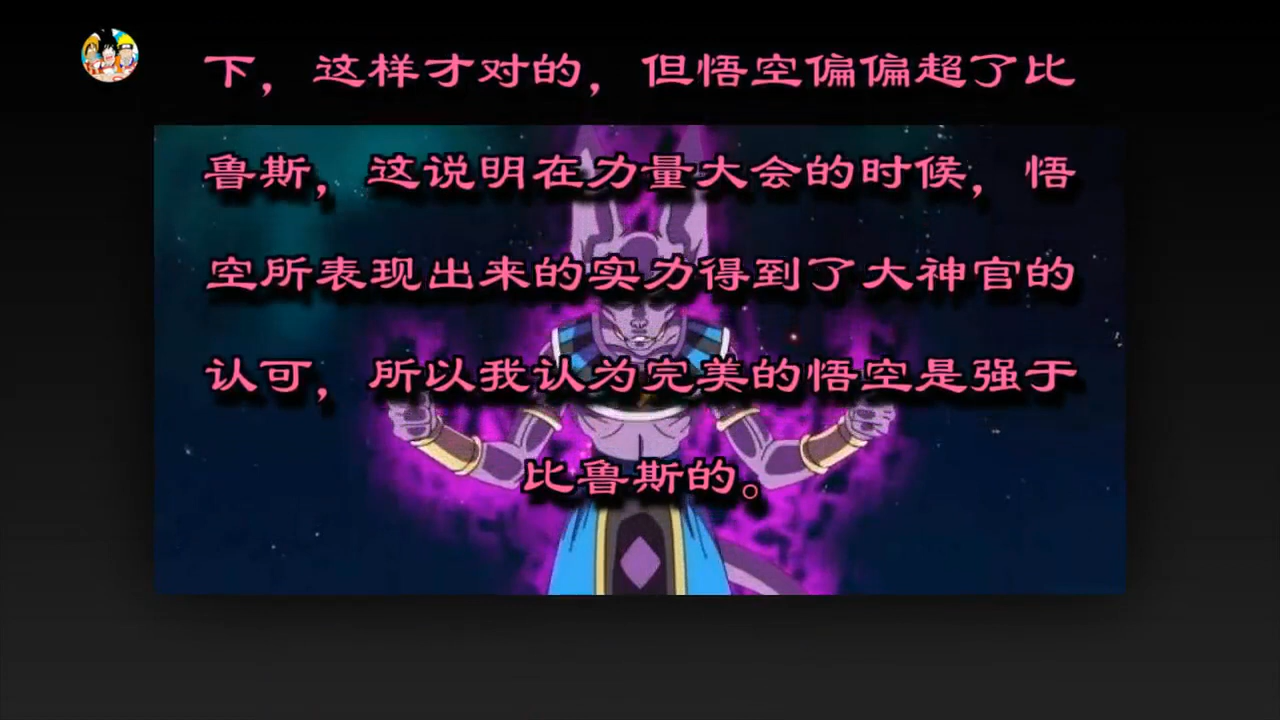 下，这样才对的，但悟空偏偏超了比
鲁斯，这说明在力量大会的时候，悟
空所表现出来的实力得到了大神官的
认可，所以我认为完美的悟空是强于
比鲁斯的。